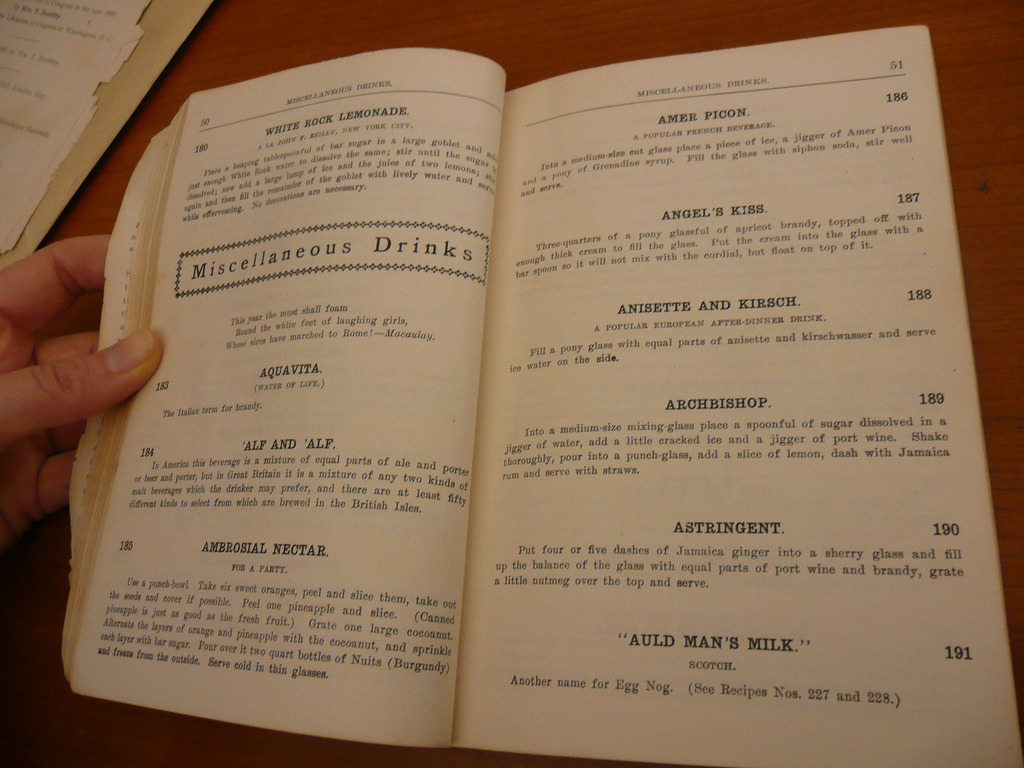 of Congress in the year 1891
By Wm. T. Boothby
the Librarian of Congress at Washington, D. C.
by Wm. T. Boothby
London, Eng.
50
MISCELLANEOUS DRINKS.
WHITE ROCK LEMONADE.
180
A LA JOHN F. REILLY, NEW YORK CITY.
Place a heaping tablespoonful of bar sugar in a large goblet and
just enough White Rock water to dissolve the same; stir until the sugar
dissolved; now add a large lump of ice and the juice of two lemons;
again and then fill the remainder of the goblet with lively water and
while effervescing. No decorations are necessary.
Miscellaneous Drinks
This year the must shall foam
Round the white feet of laughing girls,
Whose sires have marched to Rome!—Macaulay.
AQUAVITA.
183
(WATER OF LIFE.)
The Italian term for brandy.
184
'ALF AND 'ALF.
In America this beverage is a mixture of equal parts of ale and porter
or beer and porter, but in Great Britain it is a mixture of any two kinds of
malt beverages which the drinker may prefer, and there are at least fifty
different kinds to select from which are brewed in the British Isles.
185
AMBROSIAL NECTAR.
FOR A PARTY.
Use a punch-bowl. Take six sweet oranges, peel and slice them, take out
the seeds and cover if possible. Peel one pineapple and slice. (Canned
pineapple is just as good as the fresh fruit.) Grate one large cocoanut.
Alternate the layers of orange and pineapple with the cocoanut, and sprinkle
each layer with bar sugar. Pour over it two quart bottles of Nuits (Burgundy)
and freeze from the outside. Serve cold in thin glasses.
51
MISCELLANEOUS DRINKS.
AMER PICON.
186
A POPULAR FRENCH BEVERAGE.
Into a medium-size cut glass place a piece of ice, a jigger of Amer Picon
and a pony of Grenadine syrup. Fill the glass with siphon soda, stir well
and serve.
ANGEL'S KISS.
187
Three-quarters of a pony glassful of apricot brandy, topped off with
enough thick cream to fill the glass. Put the cream into the glass with a
bar spoon so it will not mix with the cordial, but float on top of it.
ANISETTE AND KIRSCH.
188
A POPULAR EUROPEAN AFTER-DINNER DRINK.
Fill a pony glass with equal parts of anisette and kirschwasser and serve
ice water on the side.
ARCHBISHOP.
189
Into a medium-size mixing-glass place a spoonful of sugar dissolved in a
jigger of water, add a little cracked ice and a jigger of port wine. Shake
thoroughly, pour into a punch-glass, add a slice of lemon, dash with Jamaica
rum and serve with straws.
ASTRINGENT.
190
Put four or five dashes of Jamaica ginger into a sherry glass and fill
up the balance of the glass with equal parts of port wine and brandy, grate
a little nutmeg over the top and serve.
"AULD MAN'S MILK."
191
SCOTCH.
Another name for Egg Nog. (See Recipes Nos. 227 and 228.)